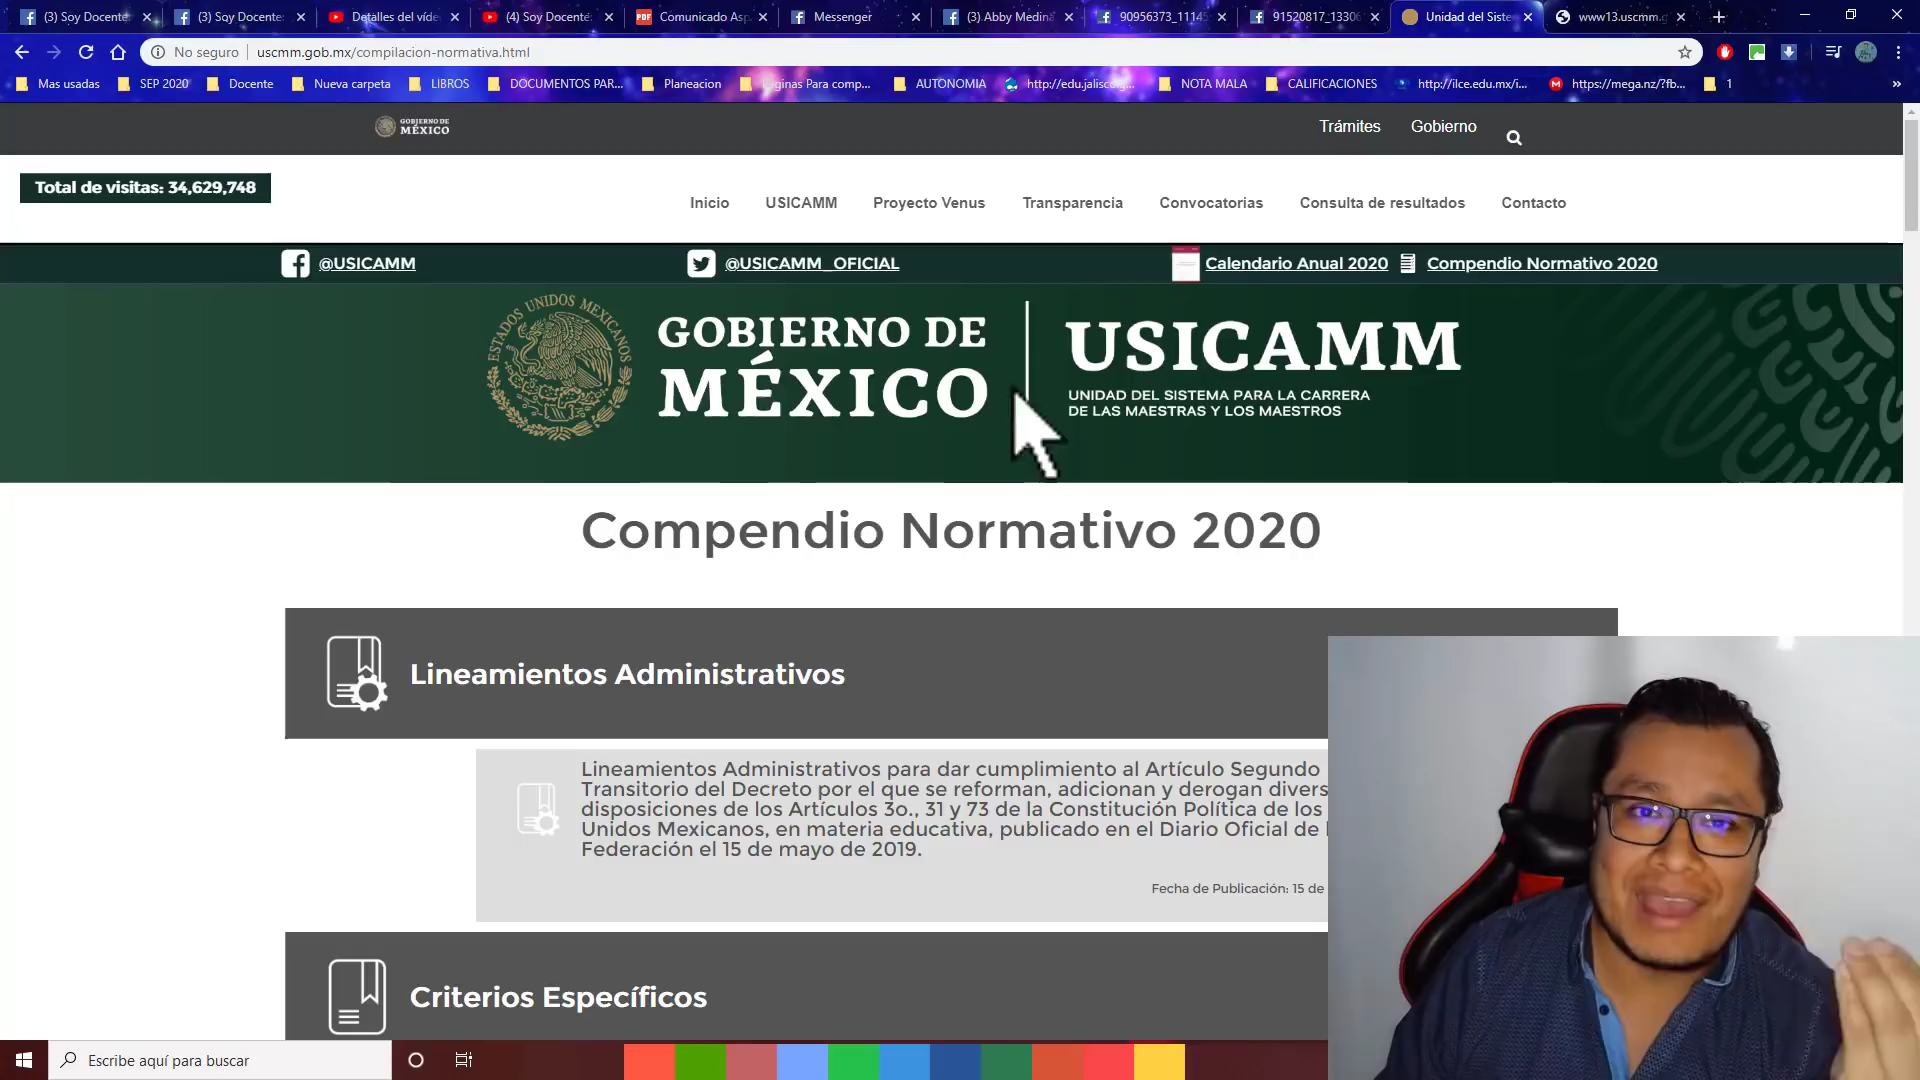 (3) Soy Docente:
(3) Soy Docente:
Detalles del víde
(4) Soy Docente:
PDF
Comunicado Asp
Messenger
(3) Abby Medina
90956373_11145
91520817_13306
Unidad del Siste
www13.uscmm.g
No seguro
uscmm.gob.mx/compilacion-normativa.html
Mas usadas
SEP 2020
Docente
Nueva carpeta
LIBROS
DOCUMENTOS PAR...
Planeacion
Paginas Para comp...
AUTONOMIA
http://edu.jalisco.g...
NOTA MALA
CALIFICACIONES
http://ilce.edu.mx/i...
https://mega.nz/?fb...
1
»
GOBIERNO DE
MÉXICO
Trámites
Gobierno
Total de visitas: 34,629,748
Inicio
USICAMM
Proyecto Venus
Transparencia
Convocatorias
Consulta de resultados
Contacto
@USICAMM
@USICAMM_OFICIAL
Calendario Anual 2020
Compendio Normativo 2020
ESTADOS UNIDOS MEXICANOS
GOBIERNO DE
MÉXICO
USICAMM
UNIDAD DEL SISTEMA PARA LA CARRERA
DE LAS MAESTRAS Y LOS MAESTROS
Compendio Normativo 2020
Lineamientos Administrativos
Lineamientos Administrativos para dar cumplimiento al Artículo Segundo
Transitorio del Decreto por el que se reforman, adicionan y derogan divers
disposiciones de los Artículos 3o., 31 y 73 de la Constitución Política de los
Unidos Mexicanos, en materia educativa, publicado en el Diario Oficial de
Federación el 15 de mayo de 2019.
Fecha de Publicación: 15 de
Criterios Específicos
Escribe aquí para buscar